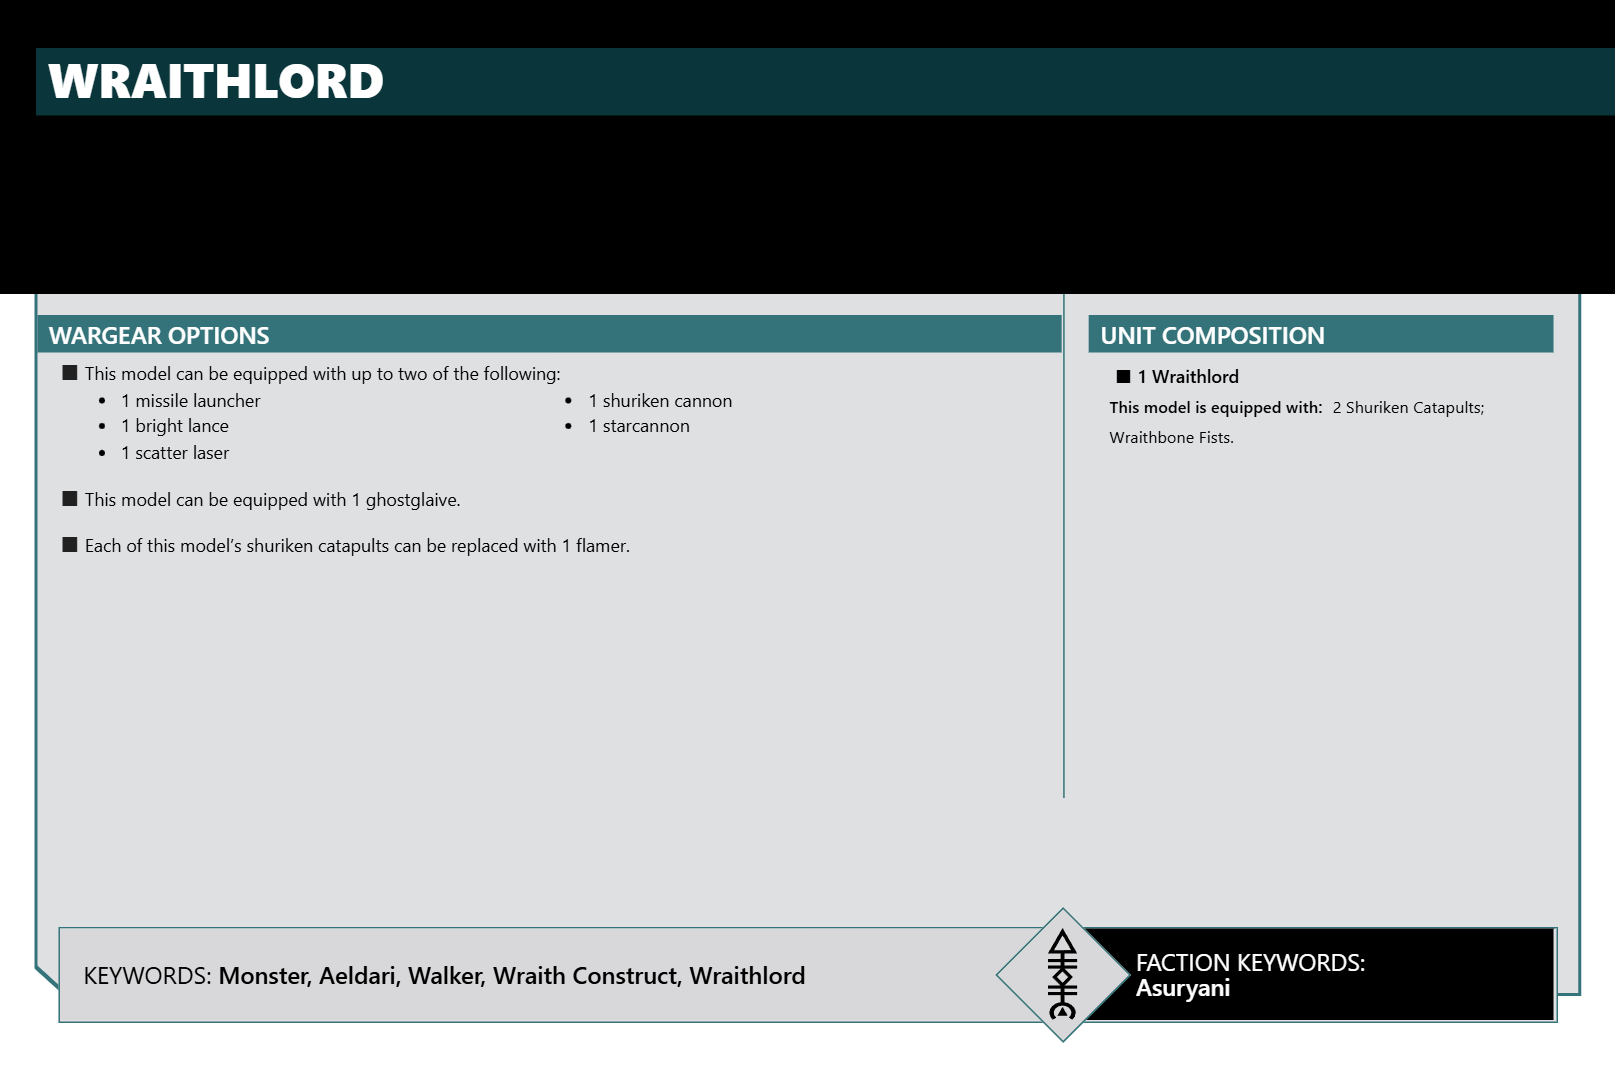 WRAITHLORD
WARGEAR OPTIONS
■ This model can be equipped with up to two of the following:
• 1 missile launcher
• 1 bright lance
• 1 scatter laser
• 1 shuriken cannon
• 1 starcannon
■ This model can be equipped with 1 ghostglaive.
■ Each of this model’s shuriken catapults can be replaced with 1 flamer.
UNIT COMPOSITION
■ 1 Wraithlord
This model is equipped with: 2 Shuriken Catapults;
Wraithbone Fists.
KEYWORDS: Monster, Aeldari, Walker, Wraith Construct, Wraithlord
FACTION KEYWORDS:
Asuryani